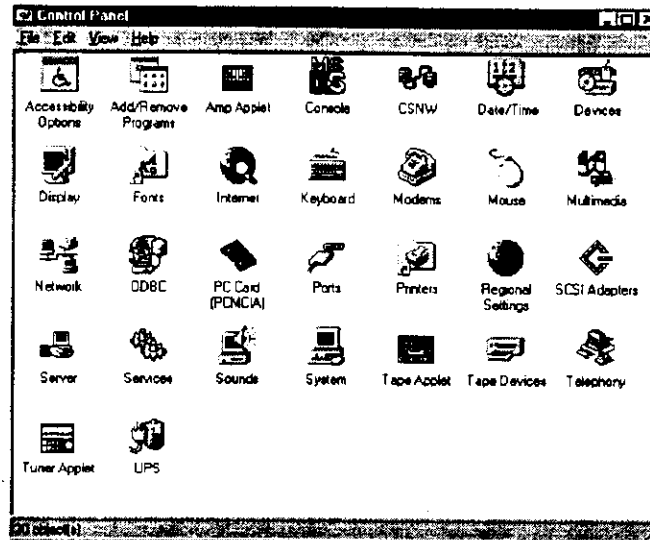 Control Panel
File Edit View Help
Accessibility Options
Add/Remove Programs
Amp Applet
Console
CSNW
Date/Time
Devices
Display
Fonts
Internet
Keyboard
Modems
Mouse
Multimedia
Network
ODBC
PC Card (PCMCIA)
Ports
Printers
Regional Settings
SCSI Adapters
Server
Services
Sounds
System
Tape Applet
Tape Devices
Telephony
Tuner Applet
UPS
object(s)